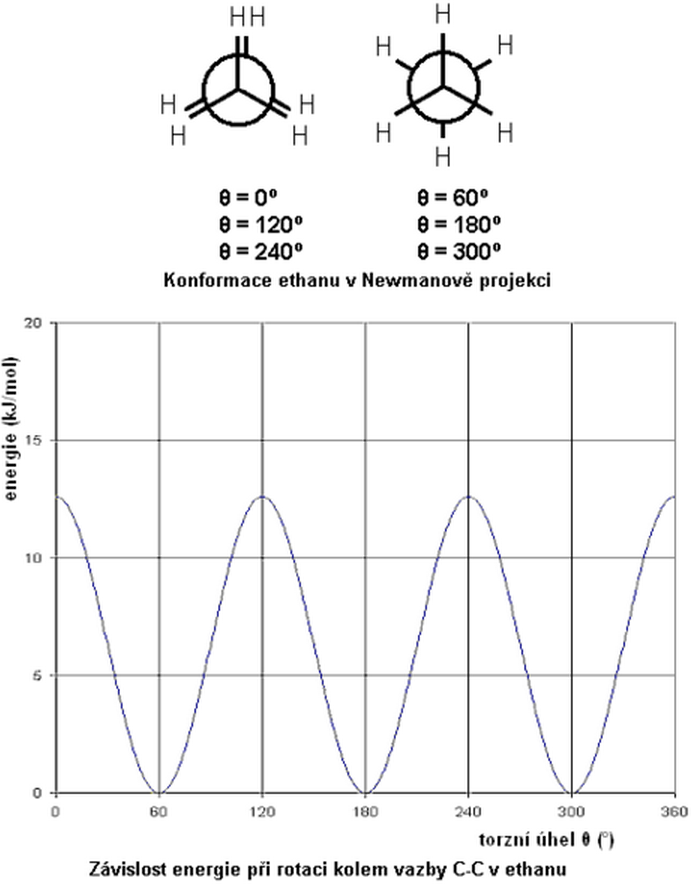 HH
H
H H
H H
H H
H H
H
θ = 0º
θ = 60º
θ = 120º
θ = 180º
θ = 240º
θ = 300º
Konformace ethanu v Newmanově projekci
energie (kJ/mol)
20
15
10
5
0
0 60 120 180 240 300 360
torzní úhel θ (°)
Závislost energie při rotaci kolem vazby C-C v ethanu